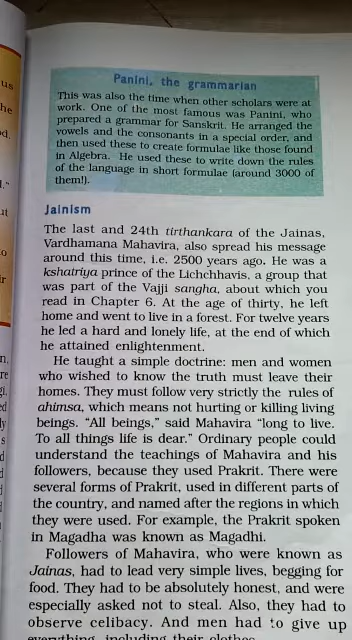 Panini, the grammarian
This was also the time when other scholars were at
work. One of the most famous was Panini, who
prepared a grammar for Sanskrit. He arranged the
vowels and the consonants in a special order, and
then used these to create formulae like those found
in Algebra. He used these to write down the rules
of the language in short formulae (around 3000 of
them!).
Jainism
The last and 24th tirthankara of the Jainas,
Vardhamana Mahavira, also spread his message
around this time, i.e. 2500 years ago. He was a
kshatriya prince of the Lichchhavis, a group that
was part of the Vajji sangha, about which you
read in Chapter 6. At the age of thirty, he left
home and went to live in a forest. For twelve years
he led a hard and lonely life, at the end of which
he attained enlightenment.
He taught a simple doctrine: men and women
who wished to know the truth must leave their
homes. They must follow very strictly the rules of
ahimsa, which means not hurting or killing living
beings. "All beings," said Mahavira "long to live.
To all things life is dear." Ordinary people could
understand the teachings of Mahavira and his
followers, because they used Prakrit. There were
several forms of Prakrit, used in different parts of
the country, and named after the regions in which
they were used. For example, the Prakrit spoken
in Magadha was known as Magadhi.
Followers of Mahavira, who were known as
Jainas, had to lead very simple lives, begging for
food. They had to be absolutely honest, and were
especially asked not to steal. Also, they had to
observe celibacy. And men had to give up
everything, including their clothes.